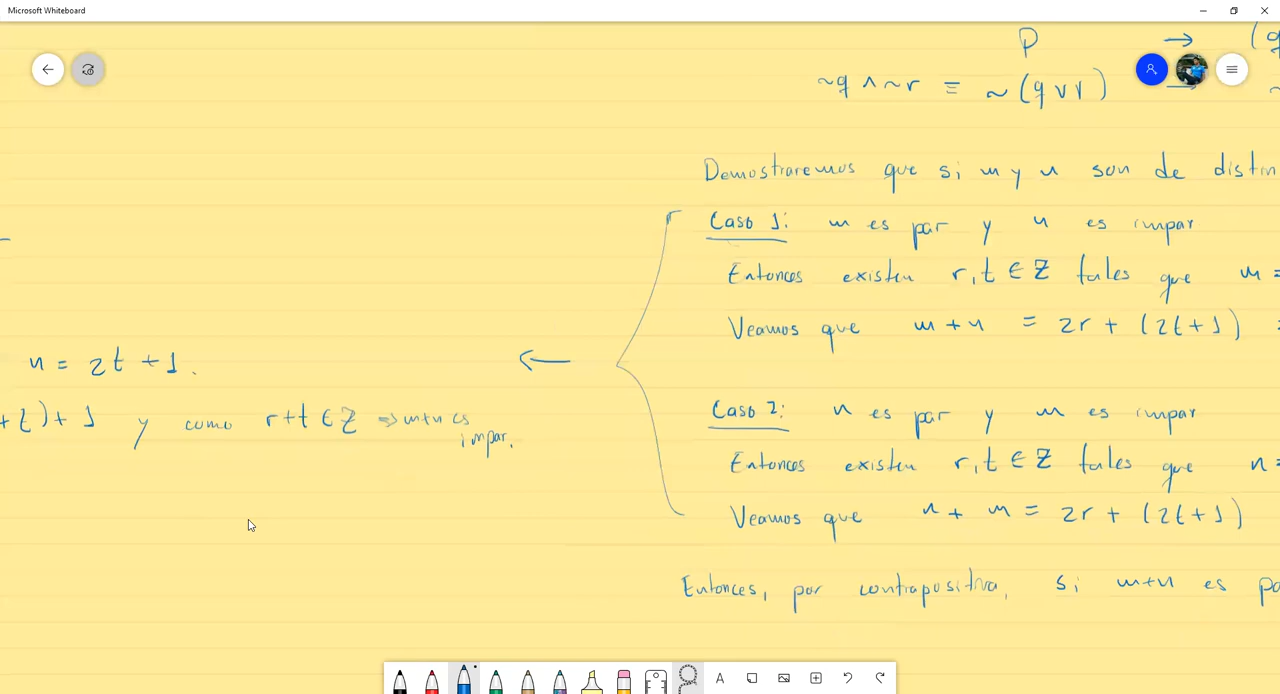 Microsoft Whiteboard
P → (q
~q ∧ ~r ≡ ~(q ∨ r) →
Demostraremos que si m y n son de distin
Caso 1: m es par y n es impar
Entonces existen r,t ∈ Z tales que m =
Veamos que m + n = 2r + (2t+1) =
n = 2t + 1. ←
+t) + 1 y como r+t ∈ Z ⇒ m+n es
impar.
Caso 2: n es par y m es impar
Entonces existen r,t ∈ Z tales que n =
Veamos que n + m = 2r + (2t+1)
Entonces, por contrapositiva, si m+n es pa
A